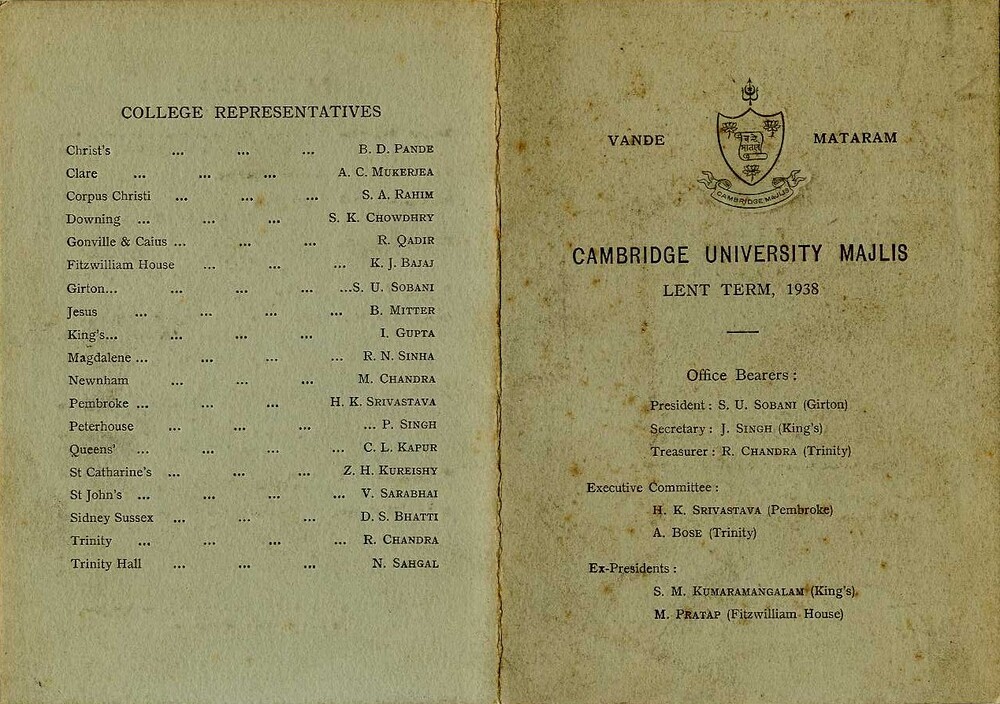 COLLEGE REPRESENTATIVES
Christ's ... ... ... B. D. PANDE
Clare ... ... ... A. C. MUKERJEA
Corpus Christi ... ... ... S. A. RAHIM
Downing ... ... ... S. K. CHOWDHRY
Gonville & Caius ... ... ... R. QADIR
Fitzwilliam House ... ... ... K. J. BAJAJ
Girton... ... ... ... ...S. U. SOBANI
Jesus ... ... ... ... B. MITTER
King's... ... ... ... I. GUPTA
Magdalene ... ... ... ... R. N. SINHA
Newnham ... ... ... M. CHANDRA
Pembroke ... ... ... H. K. SRIVASTAVA
Peterhouse ... ... ... ... P. SINGH
Queens' ... ... ... C. L. KAPUR
St Catharine's ... ... ... Z. H. KUREISHY
St John's ... ... ... ... V. SARABHAI
Sidney Sussex ... ... ... D. S. BHATTI
Trinity ... ... ... ... R. CHANDRA
Trinity Hall ... ... ... N. SAHGAL
VANDE MATARAM
CAMBRIDGE MAJLIS
CAMBRIDGE UNIVERSITY MAJLIS
LENT TERM, 1938
Office Bearers :
President : S. U. SOBANI (Girton)
Secretary : J. SINGH (King's)
Treasurer : R. CHANDRA (Trinity)
Executive Committee :
H. K. SRIVASTAVA (Pembroke)
A. BOSE (Trinity)
Ex-Presidents :
S. M. KUMARAMANGALAM (King's)
M. PRATAP (Fitzwilliam House)